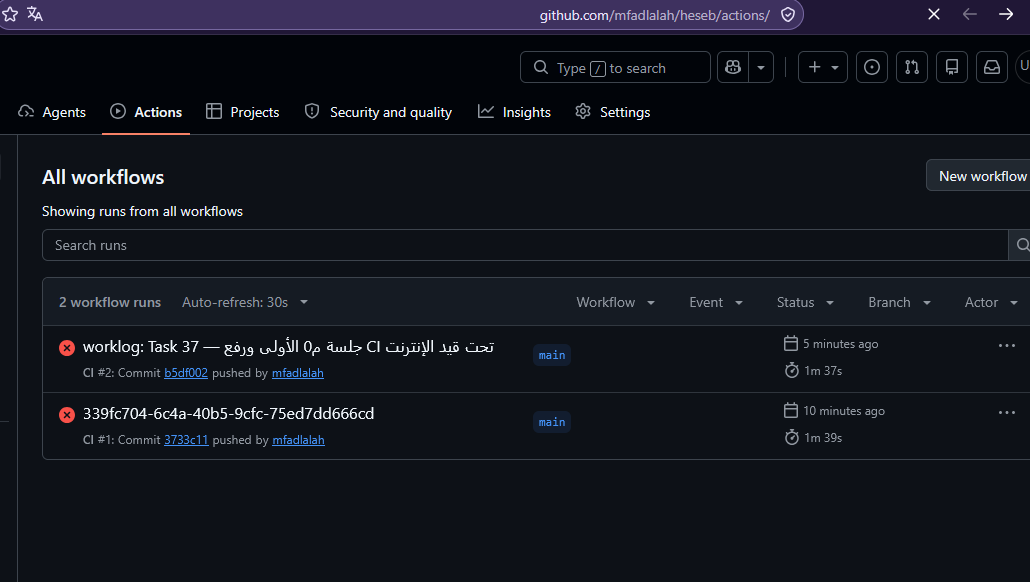 github.com/mfadlalah/heseb/actions/
Type / to search
Agents
Actions
Projects
Security and quality
Insights
Settings
All workflows
New workflow
Showing runs from all workflows
Search runs
2 workflow runs
Auto-refresh: 30s
Workflow
Event
Status
Branch
Actor
worklog: Task 37 — جلسة م0 الأولى ورفع CI تحت قيد الإنترنت
main
5 minutes ago
CI #2: Commit b5df002 pushed by mfadlalah
1m 37s
339fc704-6c4a-40b5-9cfc-75ed7dd666cd
main
10 minutes ago
CI #1: Commit 3733c11 pushed by mfadlalah
1m 39s